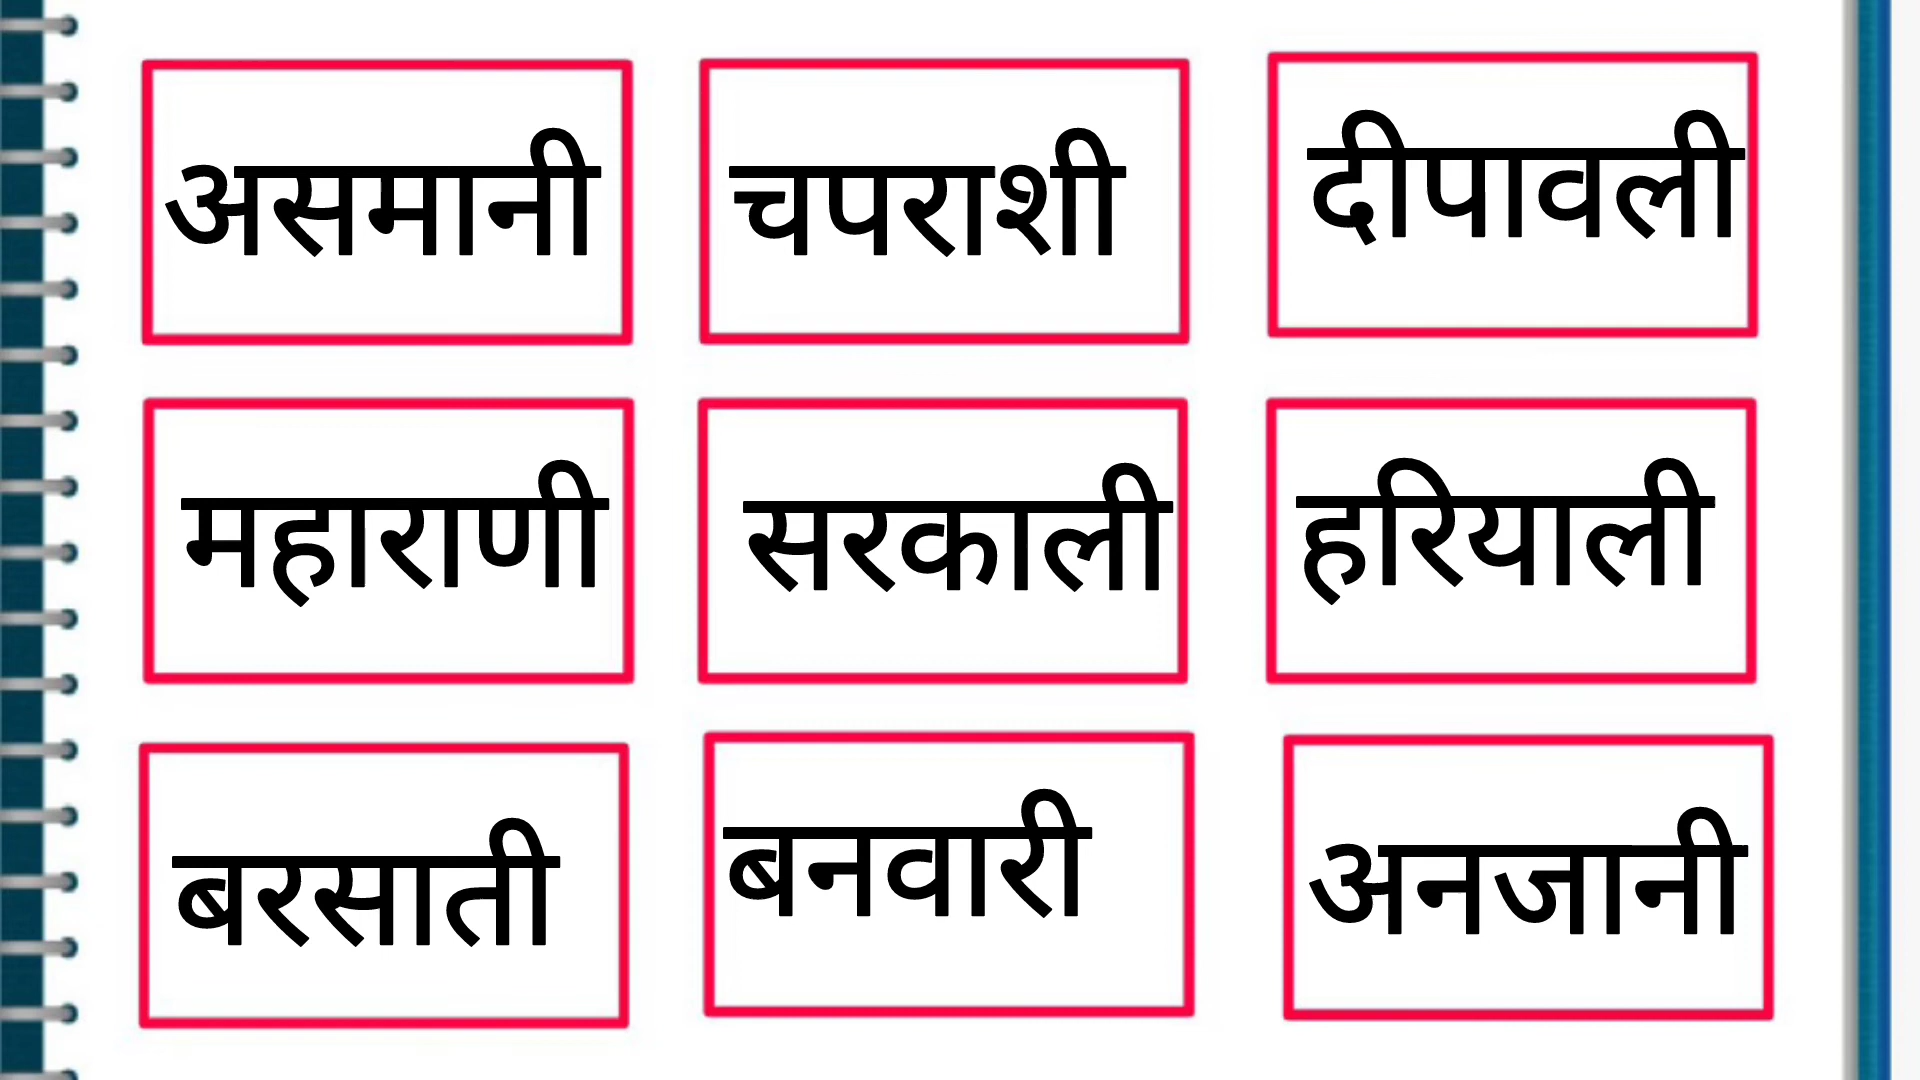 असमानी चपराशी दीपावली
महाराणी सरकाली हरियाली
बरसाती बनवारी अनजानी